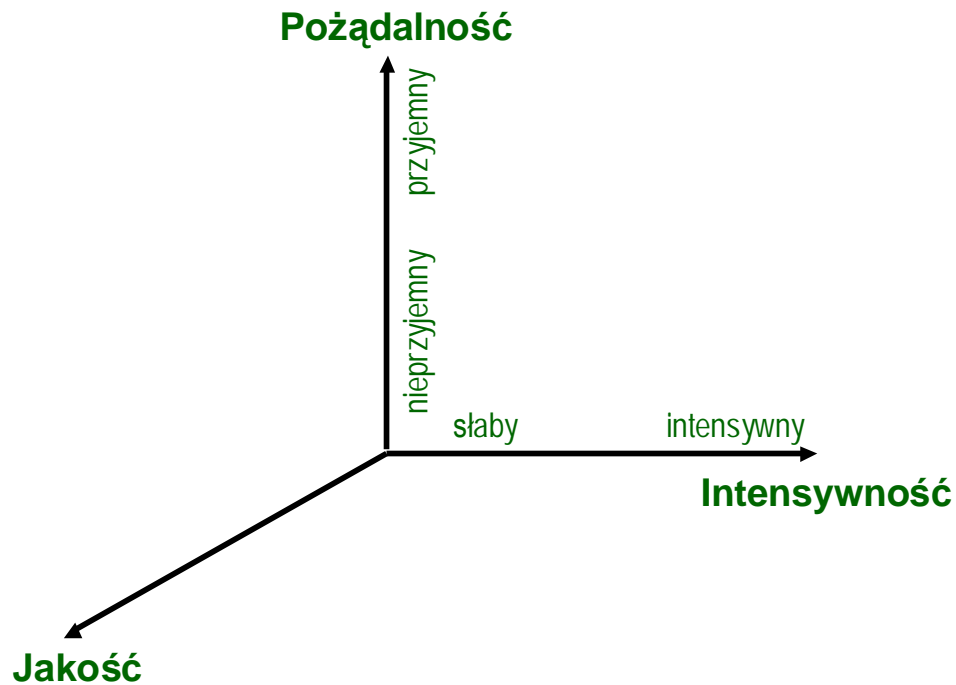 Pożądalność
przyjemny
nieprzyjemny
słaby
intensywny
Intensywność
Jakość